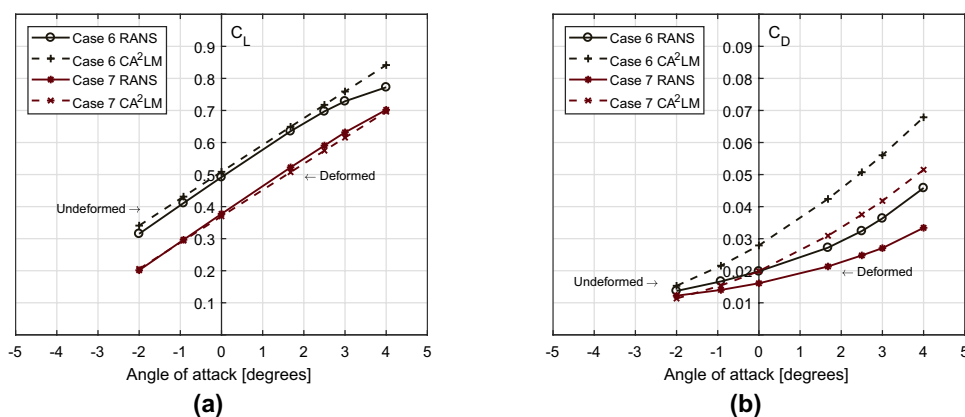 C_L
Case 6 RANS
Case 6 CA²LM
Case 7 RANS
Case 7 CA²LM
0.9
0.8
0.7
0.6
0.5
0.4
0.3
0.2
0.1
Undeformed →
← Deformed
-5 -4 -3 -2 -1 0 1 2 3 4 5
Angle of attack [degrees]
(a)
C_D
Case 6 RANS
Case 6 CA²LM
Case 7 RANS
Case 7 CA²LM
0.09
0.08
0.07
0.06
0.05
0.04
0.03
0.02
0.01
Undeformed →
← Deformed
-5 -4 -3 -2 -1 0 1 2 3 4 5
Angle of attack [degrees]
(b)